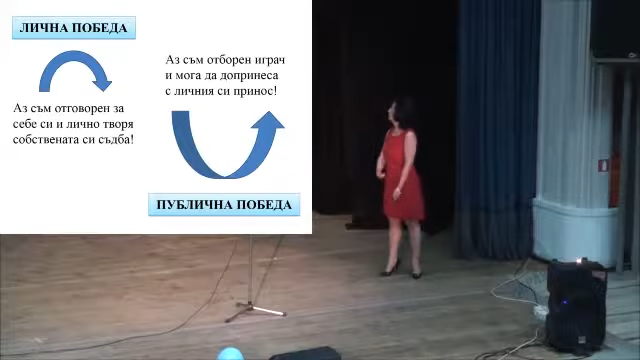 ЛИЧНА ПОБЕДА
Аз съм отговорен за
себе си и лично творя
собствената си съдба!
Аз съм отборен играч
и мога да допринеса
с личния си принос!
ПУБЛИЧНА ПОБЕДА